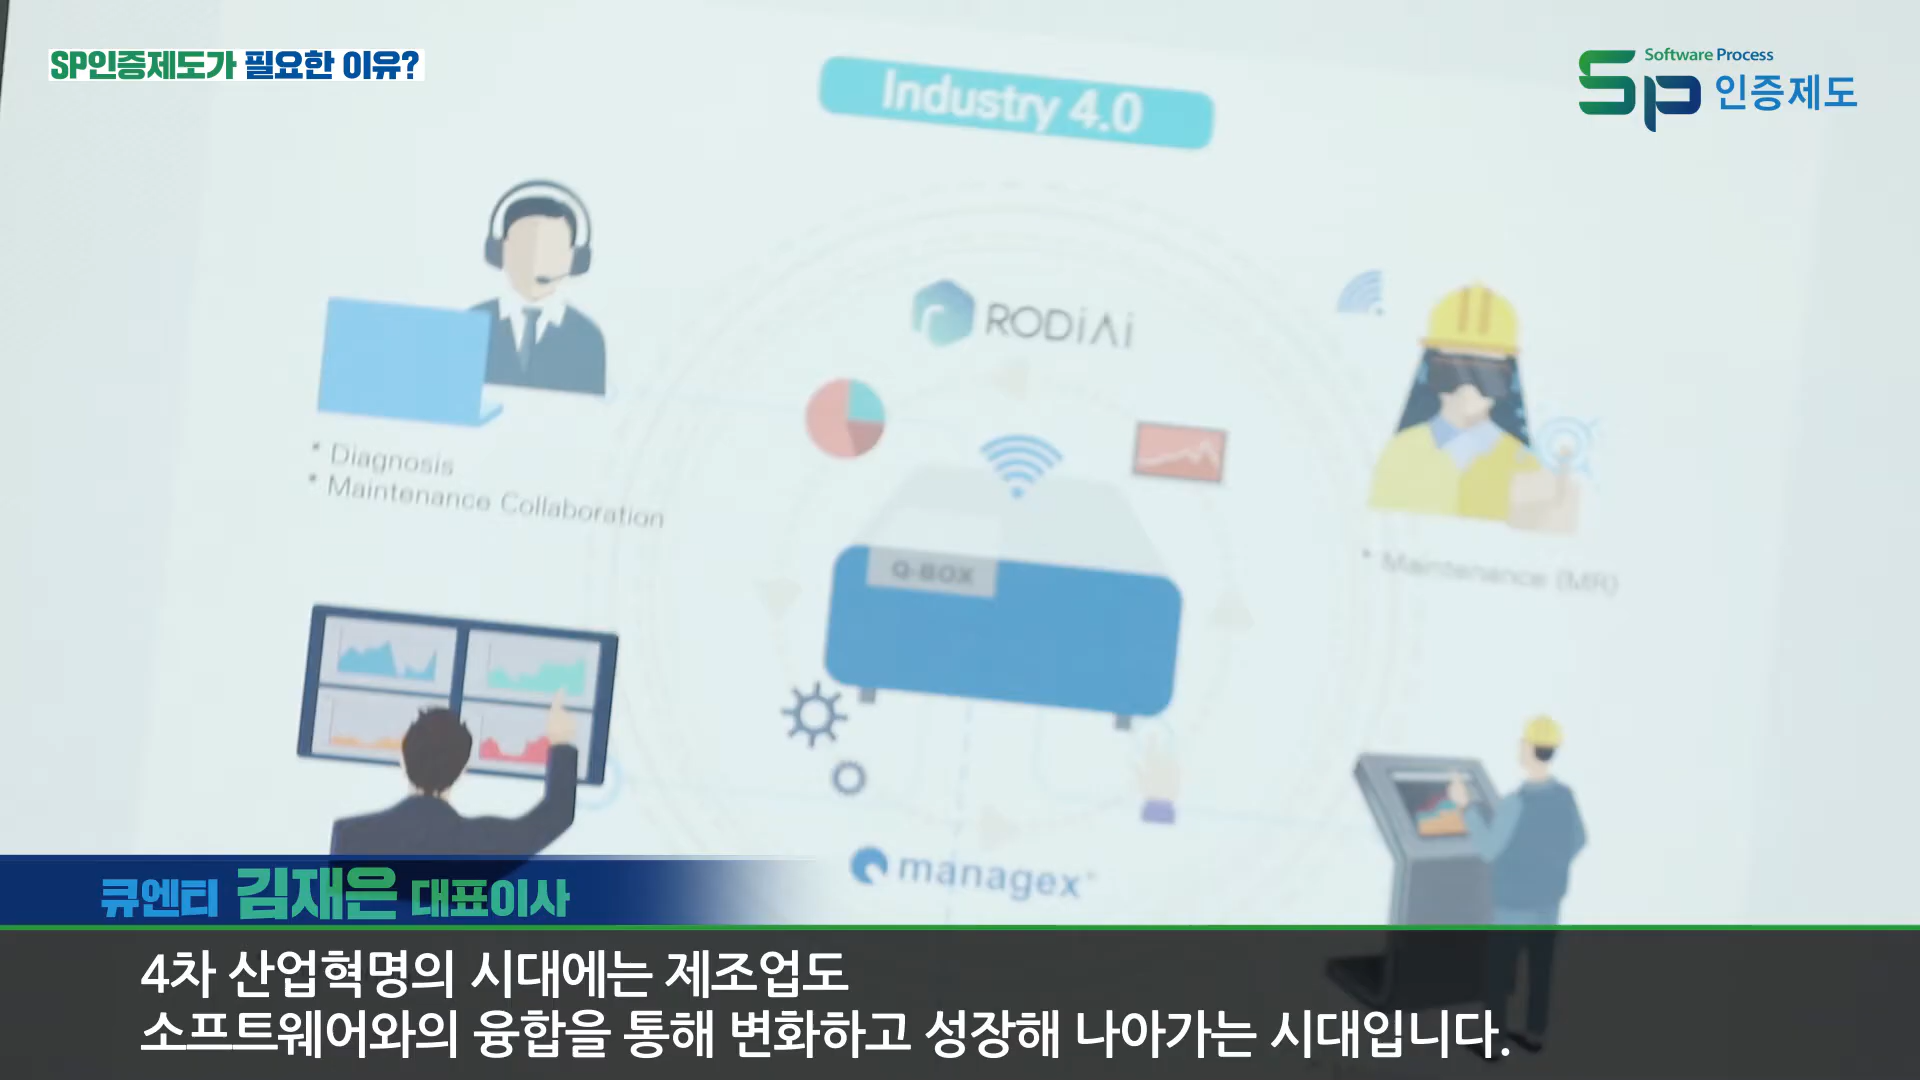 SP인증제도가 필요한 이유?
Software Process
Sp 인증제도
Industry 4.0
RODiAi
• Diagnosis
• Maintenance Collaboration
• Maintenance (MR)
Q-BOX
managex
큐엔티 김재은 대표이사
4차 산업혁명의 시대에는 제조업도
소프트웨어와의 융합을 통해 변화하고 성장해 나아가는 시대입니다.